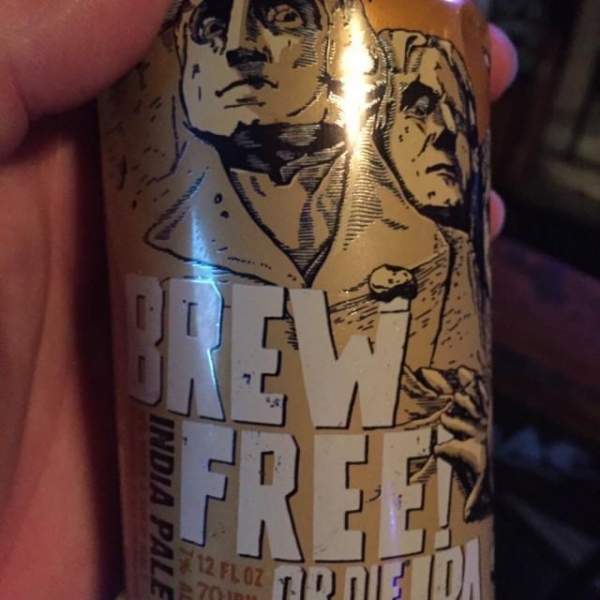 BREW
FREE!
OR DIE IPA
INDIA PALE
12 FL OZ
70 IBU